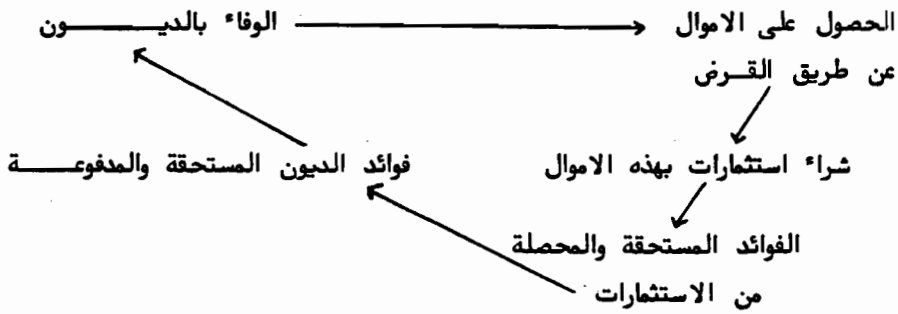 الحصول على الاموال
الوفاء بالديـــــون
عن طريق القـرض
شراء استثمارات بهذه الاموال
فوائد الديون المستحقة والمدفوعـــة
الفوائد المستحقة والمحصلة
من الاستثمارات